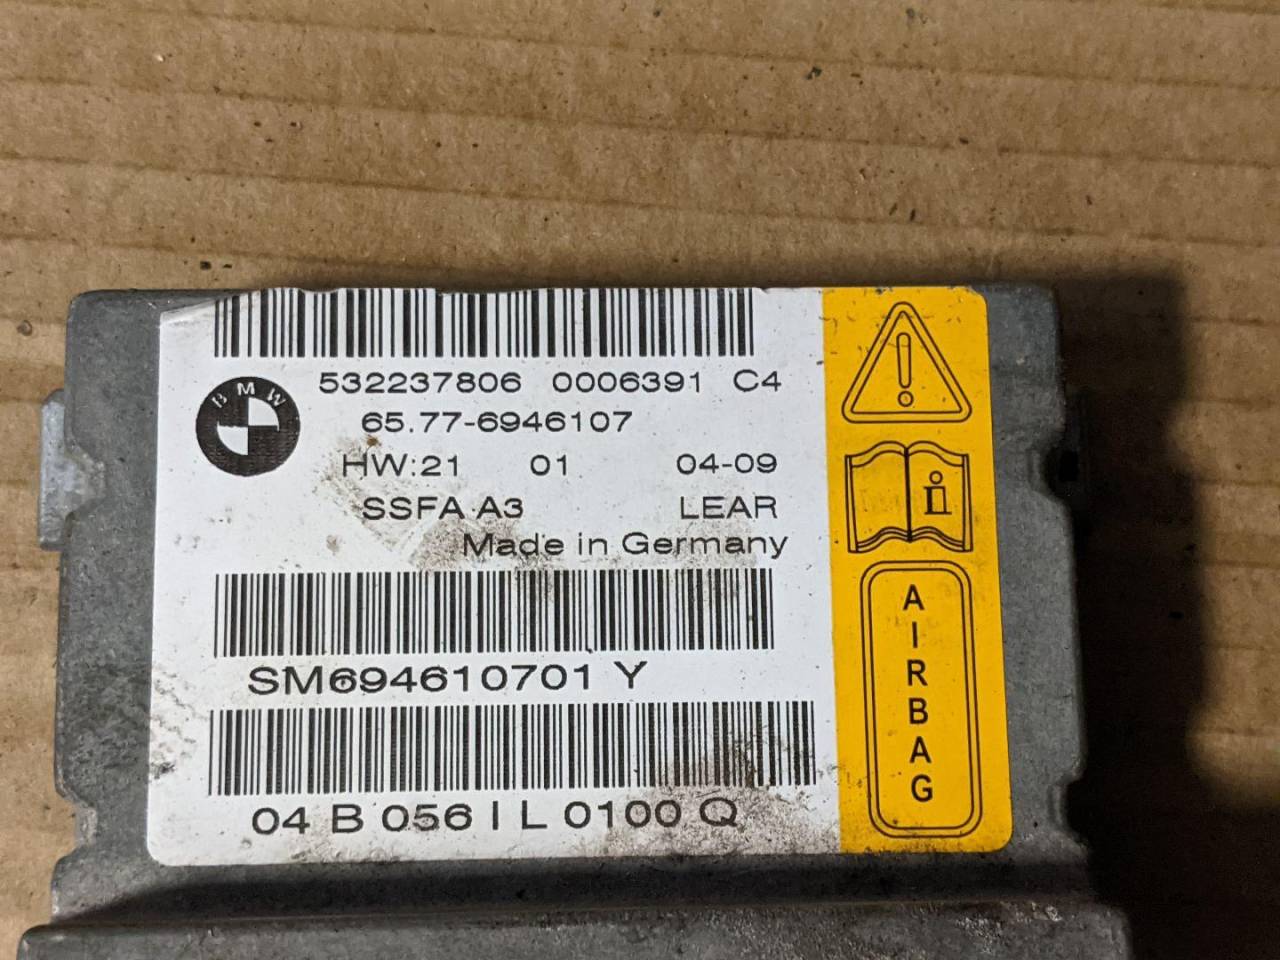 532237806 0006391 C4
BMW
65.77-6946107
HW:21 01 04-09
SSFA A3 LEAR
Made in Germany
SM694610701 Y
04 B 056 I L 0100 Q
i
AIRBAG